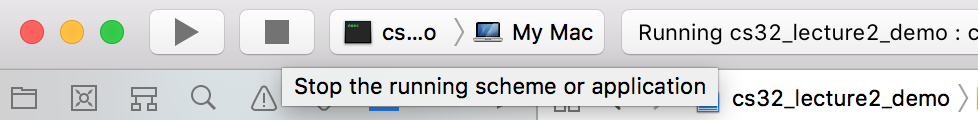 cs...o
My Mac
Running cs32_lecture2_demo : c
Stop the running scheme or application
cs32_lecture2_demo